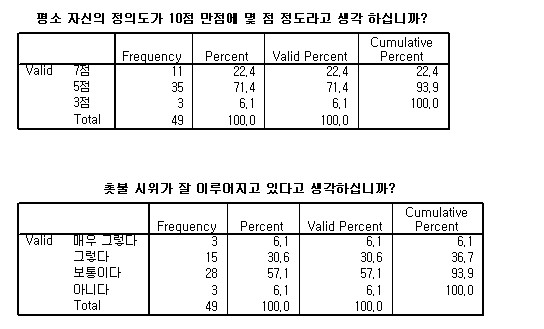 평소 자신의 정의도가 10점 만점에 몇 점 정도라고 생각 하십니까?
Frequency Percent Valid Percent Cumulative Percent
Valid 7점 11 22,4 22,4 22,4
5점 35 71,4 71,4 93,9
3점 3 6,1 6,1 100,0
Total 49 100,0 100,0
촛불 시위가 잘 이루어지고 있다고 생각하십니까?
Frequency Percent Valid Percent Cumulative Percent
Valid 매우 그렇다 3 6,1 6,1 6,1
그렇다 15 30,6 30,6 36,7
보통이다 28 57,1 57,1 93,9
아니다 3 6,1 6,1 100,0
Total 49 100,0 100,0